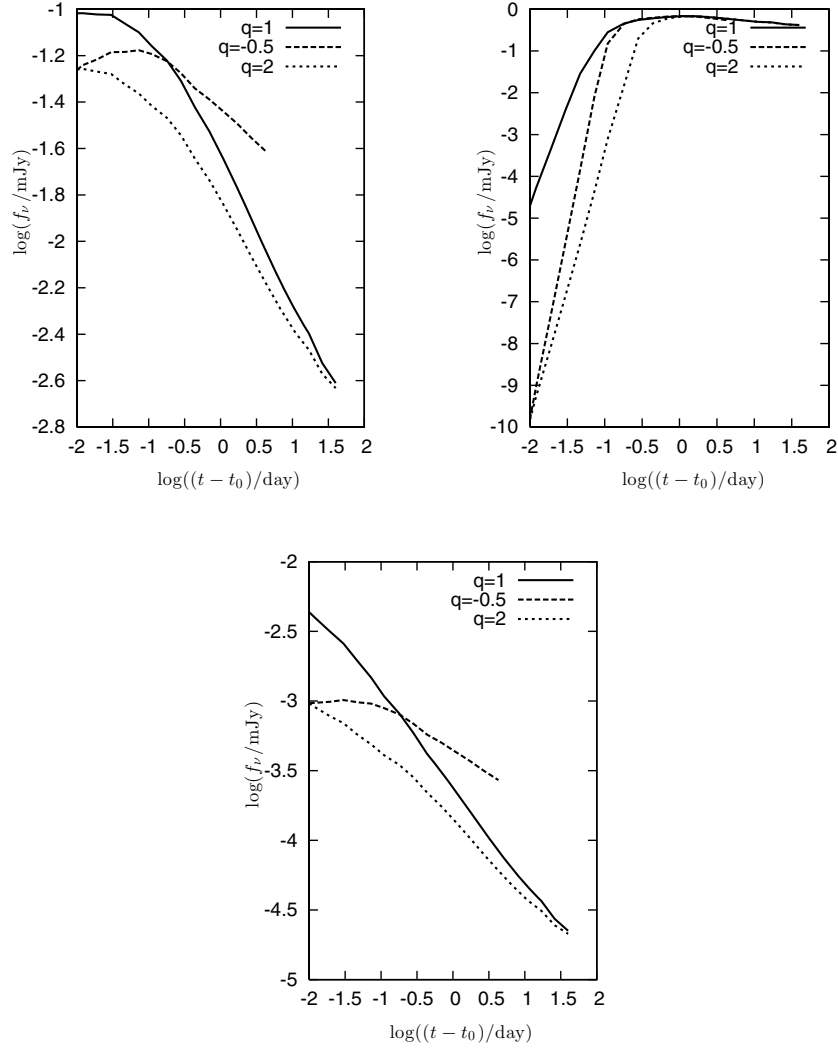 -1
-1.2
-1.4
-1.6
-1.8
-2
-2.2
-2.4
-2.6
-2.8
log(f_ν/mJy)
q=1
q=-0.5
q=2
-2 -1.5 -1 -0.5 0 0.5 1 1.5 2
log((t − t_0)/day)
0
-1
-2
-3
-4
-5
-6
-7
-8
-9
-10
log(f_ν/mJy)
q=1
q=-0.5
q=2
-2 -1.5 -1 -0.5 0 0.5 1 1.5 2
log((t − t_0)/day)
-2
-2.5
-3
-3.5
-4
-4.5
-5
log(f_ν/mJy)
q=1
q=-0.5
q=2
-2 -1.5 -1 -0.5 0 0.5 1 1.5 2
log((t − t_0)/day)